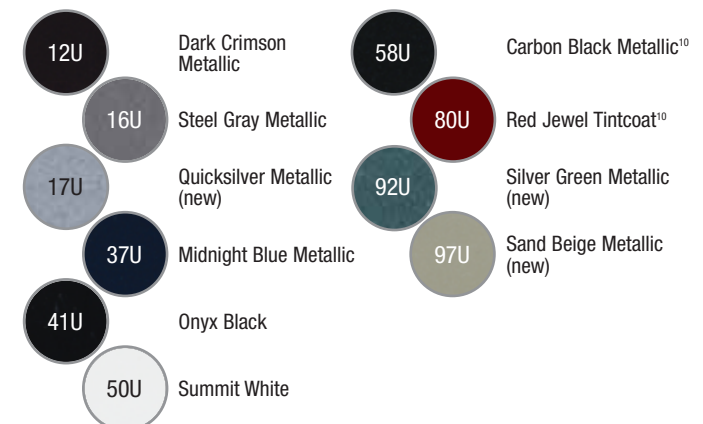 12U
Dark Crimson
Metallic
16U
Steel Gray Metallic
17U
Quicksilver Metallic
(new)
37U
Midnight Blue Metallic
41U
Onyx Black
50U
Summit White
58U
Carbon Black Metallic¹⁰
80U
Red Jewel Tintcoat¹⁰
92U
Silver Green Metallic
(new)
97U
Sand Beige Metallic
(new)